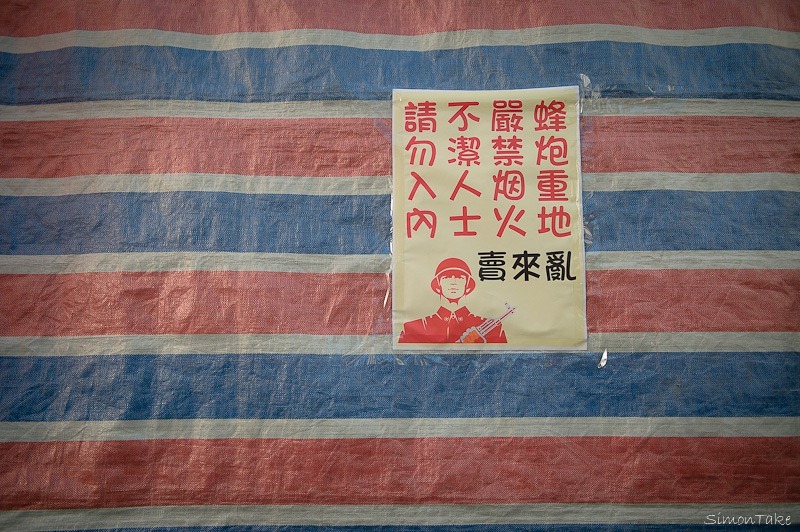 蜂炮重地
嚴禁烟火
不潔人士
請勿入內
賣來亂
SimonTake